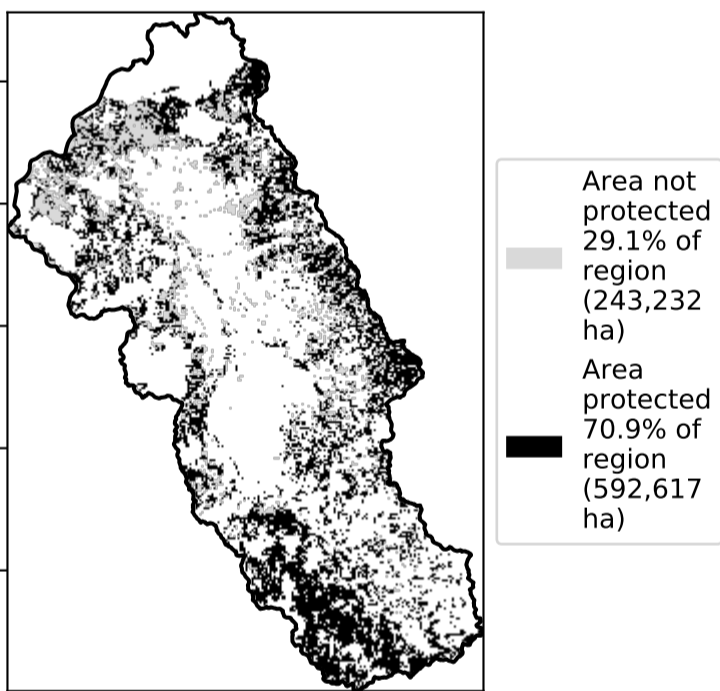 Area not
protected
29.1% of
region
(243,232
ha)
Area
protected
70.9% of
region
(592,617
ha)